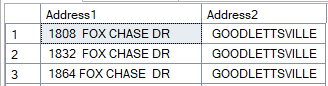 Address1 Address2
1 1808  FOX CHASE DR GOODLETTSVILLE
2 1832  FOX CHASE DR GOODLETTSVILLE
3 1864 FOX CHASE  DR GOODLETTSVILLE